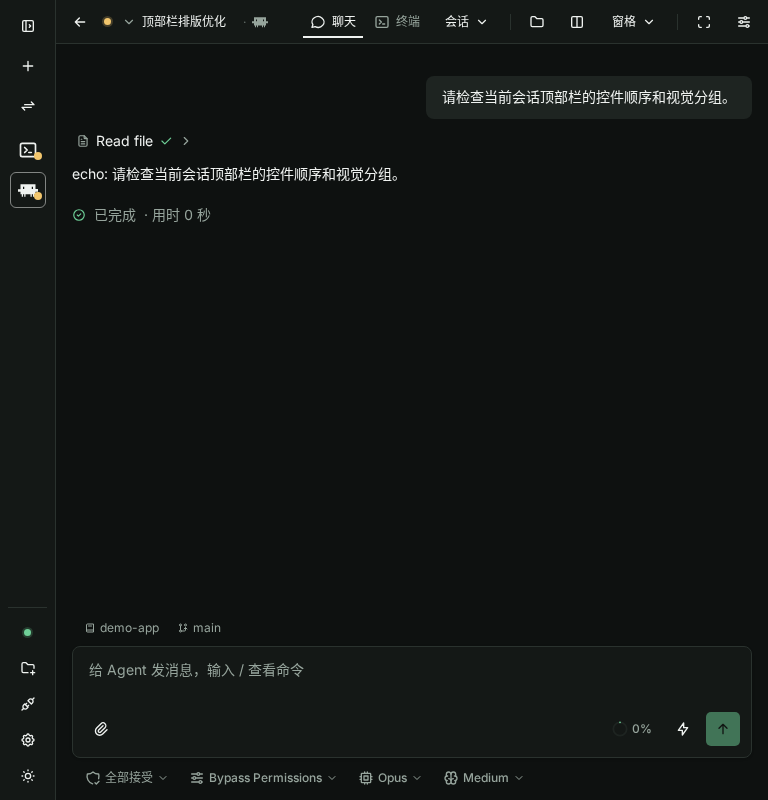 顶部栏排版优化 · 聊天 终端 会话 窗格
请检查当前会话顶部栏的控件顺序和视觉分组。
Read file
echo: 请检查当前会话顶部栏的控件顺序和视觉分组。
已完成 · 用时 0 秒
demo-app main
给 Agent 发消息，输入 / 查看命令
0%
全部接受 Bypass Permissions Opus Medium